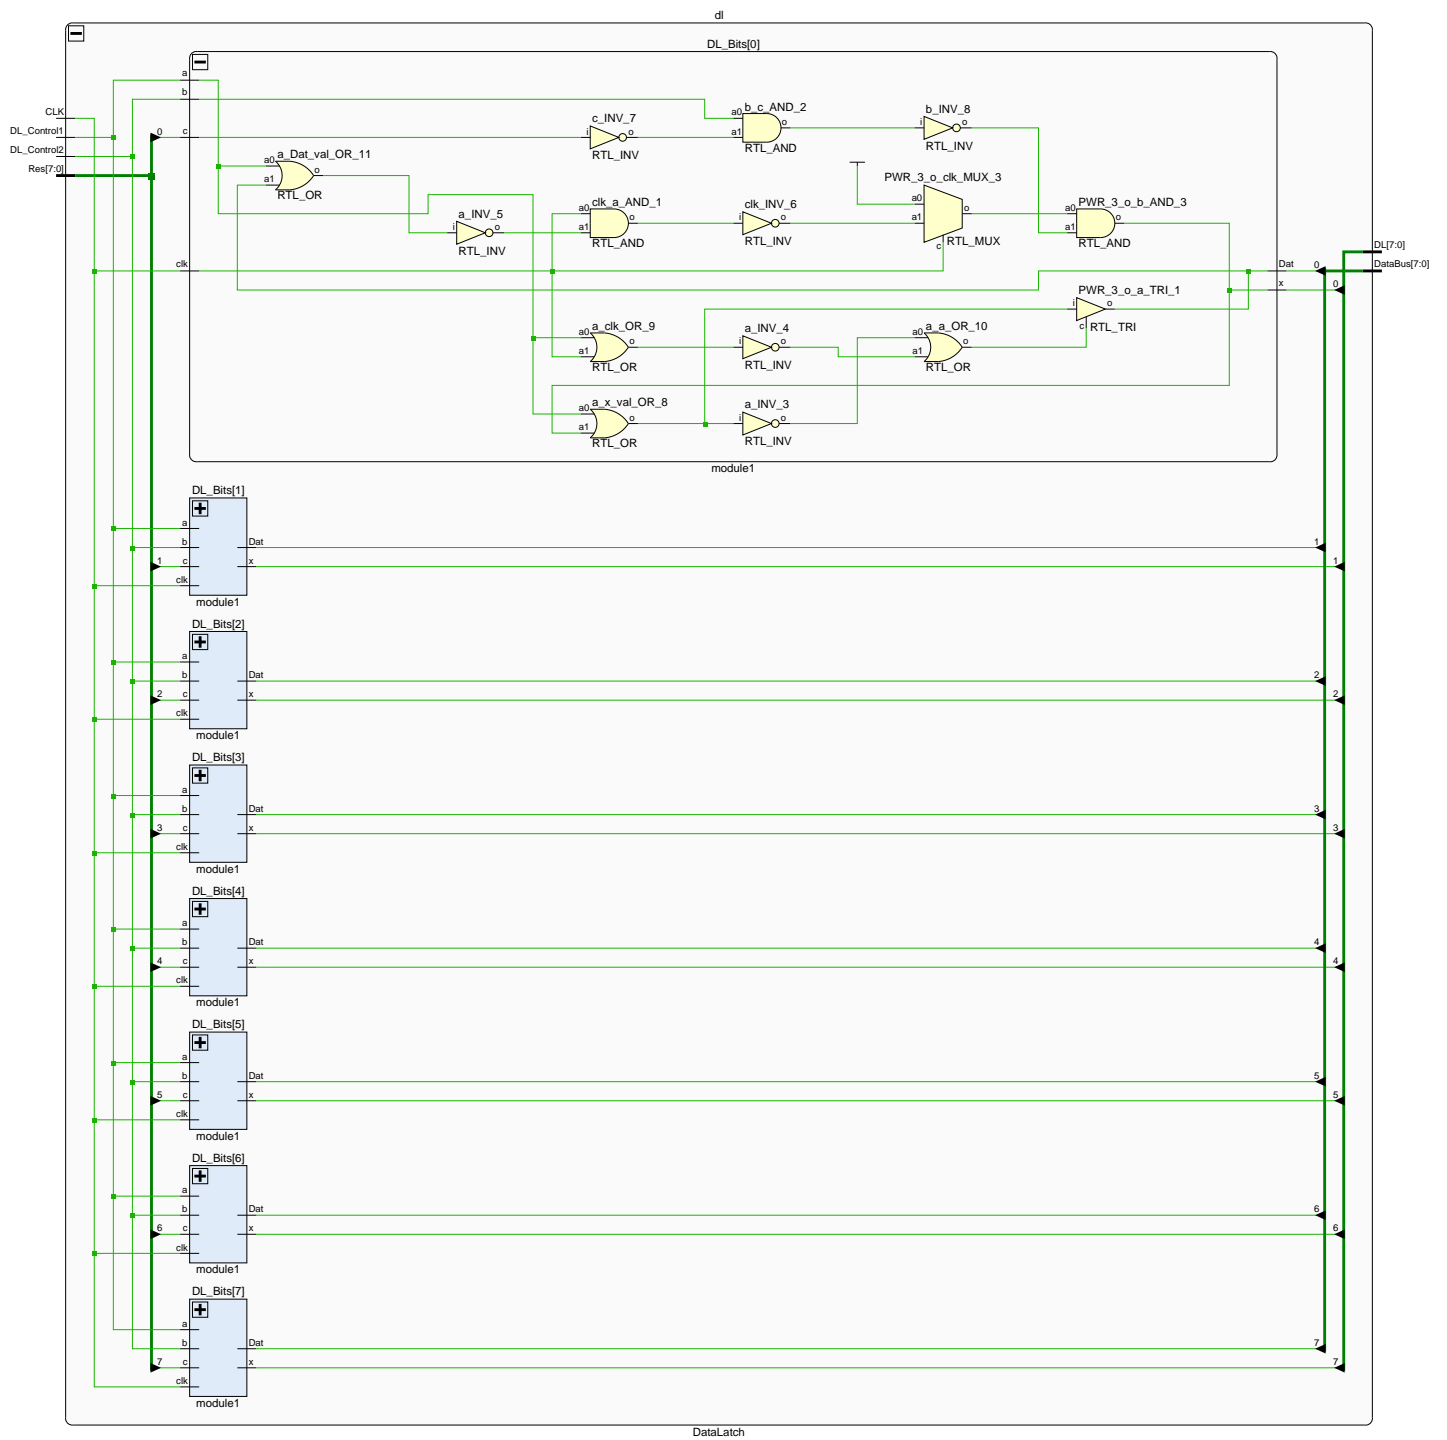 dl
DL_Bits[0]
a
b
CLK
DL_Control1
DL_Control2
Res[7:0]
0
c
clk
a_Dat_val_OR_11
a0
a1
o
RTL_OR
c_INV_7
i
o
RTL_INV
b_c_AND_2
a0
a1
o
RTL_AND
b_INV_8
i
o
RTL_INV
a_INV_5
i
o
RTL_INV
clk_a_AND_1
a0
a1
o
RTL_AND
clk_INV_6
i
o
RTL_INV
PWR_3_o_clk_MUX_3
a0
a1
o
c
RTL_MUX
PWR_3_o_b_AND_3
a0
a1
o
RTL_AND
DL[7:0]
DataBus[7:0]
Dat
0
x
0
PWR_3_o_a_TRI_1
i
o
c
RTL_TRI
a_clk_OR_9
a0
a1
o
RTL_OR
a_INV_4
i
o
RTL_INV
a_a_OR_10
a0
a1
o
RTL_OR
a_x_val_OR_8
a0
a1
o
RTL_OR
a_INV_3
i
o
RTL_INV
module1
DL_Bits[1]
a
b
Dat
1
1
c
x
1
clk
module1
DL_Bits[2]
a
b
Dat
2
2
c
x
2
clk
module1
DL_Bits[3]
a
b
Dat
3
3
c
x
3
clk
module1
DL_Bits[4]
a
b
Dat
4
4
c
x
4
clk
module1
DL_Bits[5]
a
b
Dat
5
5
c
x
5
clk
module1
DL_Bits[6]
a
b
Dat
6
6
c
x
6
clk
module1
DL_Bits[7]
a
b
Dat
7
7
c
x
7
clk
module1
DataLatch